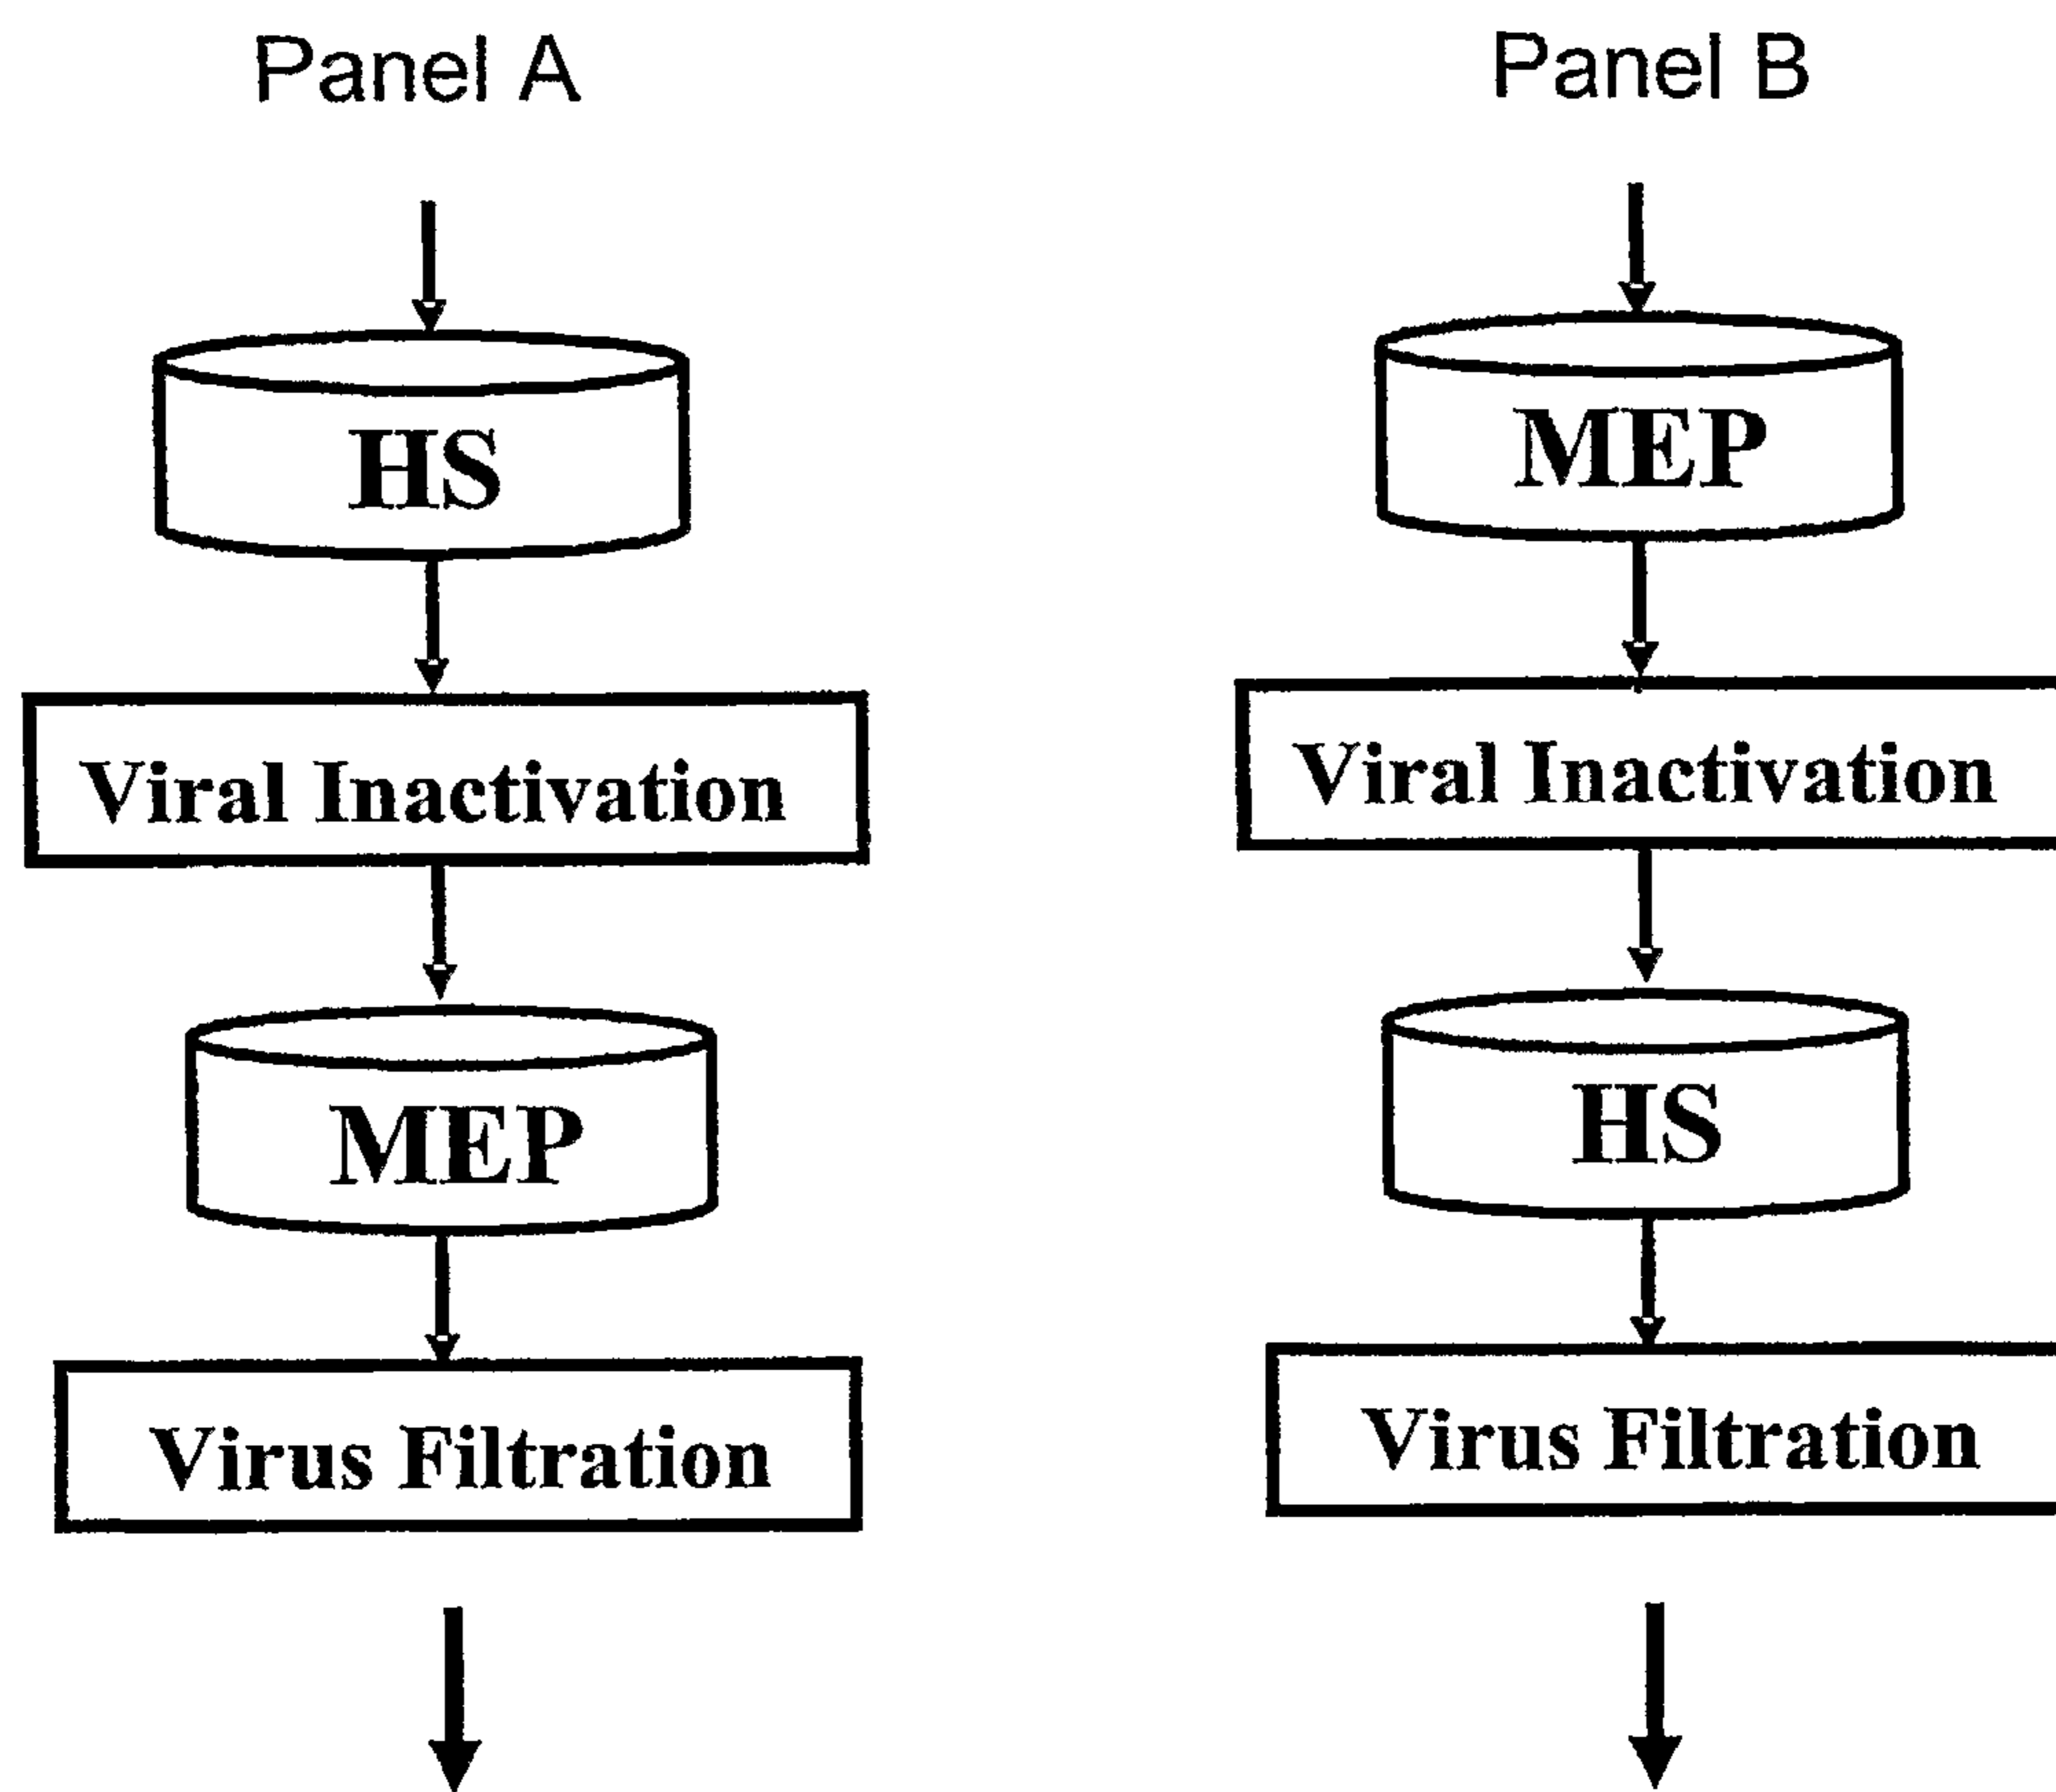 Panel A
HS
Viral Inactivation
MEP
Virus Filtration
Panel B
MEP
Viral Inactivation
HS
Virus Filtration